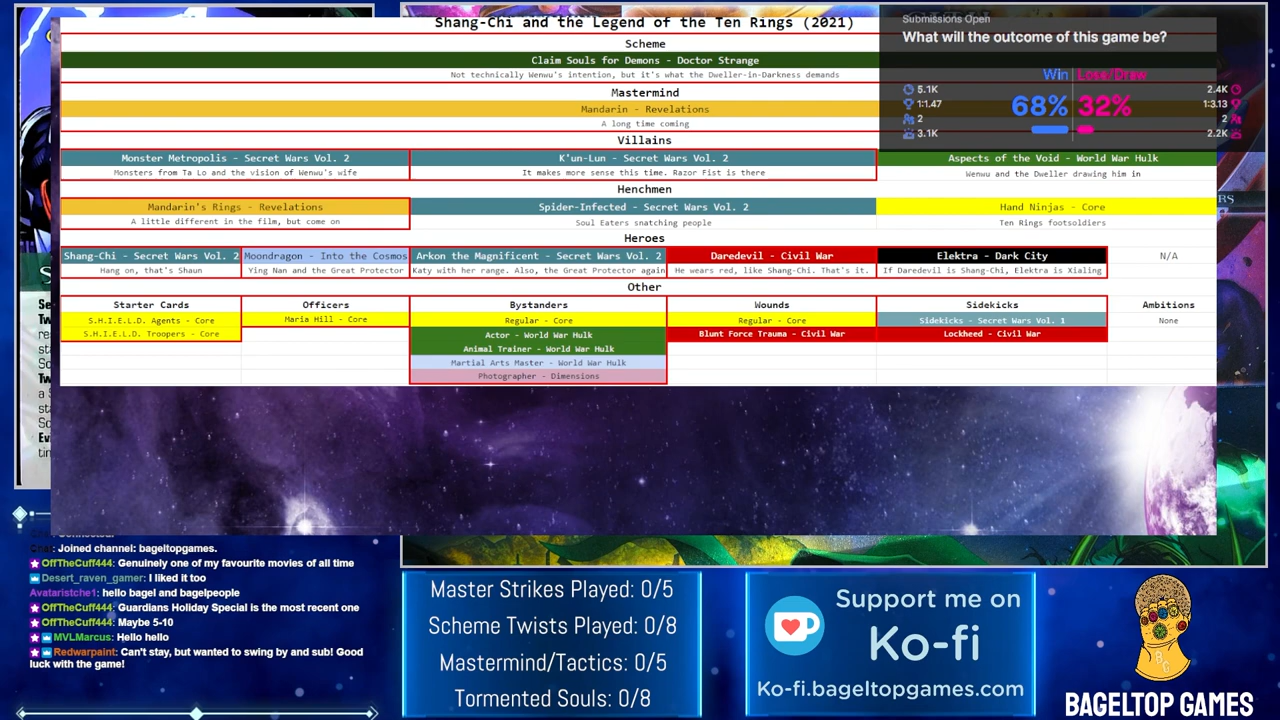 Shang-Chi and the Legend of the Ten Rings (2021)
Scheme
Claim Souls for Demons - Doctor Strange
Not technically Wenwu's intention, but it's what the Dweller-in-Darkness demands
Mastermind
Mandarin - Revelations
A long time coming
Submissions Open
What will the outcome of this game be?
Win Lose/Draw
5.1K 2.4K
1:1.47 68% 32% 1:3.13
2 2
3.1K 2.2K
Villains
Monster Metropolis - Secret Wars Vol. 2 K'un-Lun - Secret Wars Vol. 2 Aspects of the Void - World War Hulk
Monsters from Ta Lo and the vision of Wenwu's wife It makes more sense this time. Razor Fist is there Wenwu and the Dweller drawing him in
Henchmen
Mandarin's Rings - Revelations Spider-Infected - Secret Wars Vol. 2 Hand Ninjas - Core
A little different in the film, but come on Soul Eaters snatching people Ten Rings footsoldiers
Heroes
Shang-Chi - Secret Wars Vol. 2 Moondragon - Into the Cosmos Arkon the Magnificent - Secret Wars Vol. 2 Daredevil - Civil War Elektra - Dark City N/A
Hang on, that's Shaun Ying Nan and the Great Protector Katy with her range. Also, the Great Protector again He wears red, like Shang-Chi. That's it. If Daredevil is Shang-Chi, Elektra is Xialing
Other
Starter Cards Officers Bystanders Wounds Sidekicks Ambitions
S.H.I.E.L.D. Agents - Core Maria Hill - Core Regular - Core Regular - Core Sidekicks - Secret Wars Vol. 1 None
S.H.I.E.L.D. Troopers - Core Actor - World War Hulk Blunt Force Trauma - Civil War Lockheed - Civil War
Animal Trainer - World War Hulk
Martial Arts Master - World War Hulk
Photographer - Dimensions
Joined channel: bageltopgames.
OffTheCuff444: Genuinely one of my favourite movies of all time
Desert_raven_gamer: I liked it too
Avataristche1: hello bagel and bagelpeople
OffTheCuff444: Guardians Holiday Special is the most recent one
OffTheCuff444: Maybe 5-10
MVLMarcus: Hello hello
Redwarpaint: Can't stay, but wanted to swing by and sub! Good
luck with the game!
Master Strikes Played: 0/5
Scheme Twists Played: 0/8
Mastermind/Tactics: 0/5
Tormented Souls: 0/8
Support me on
Ko-fi
Ko-fi.bageltopgames.com
BAGELTOP GAMES